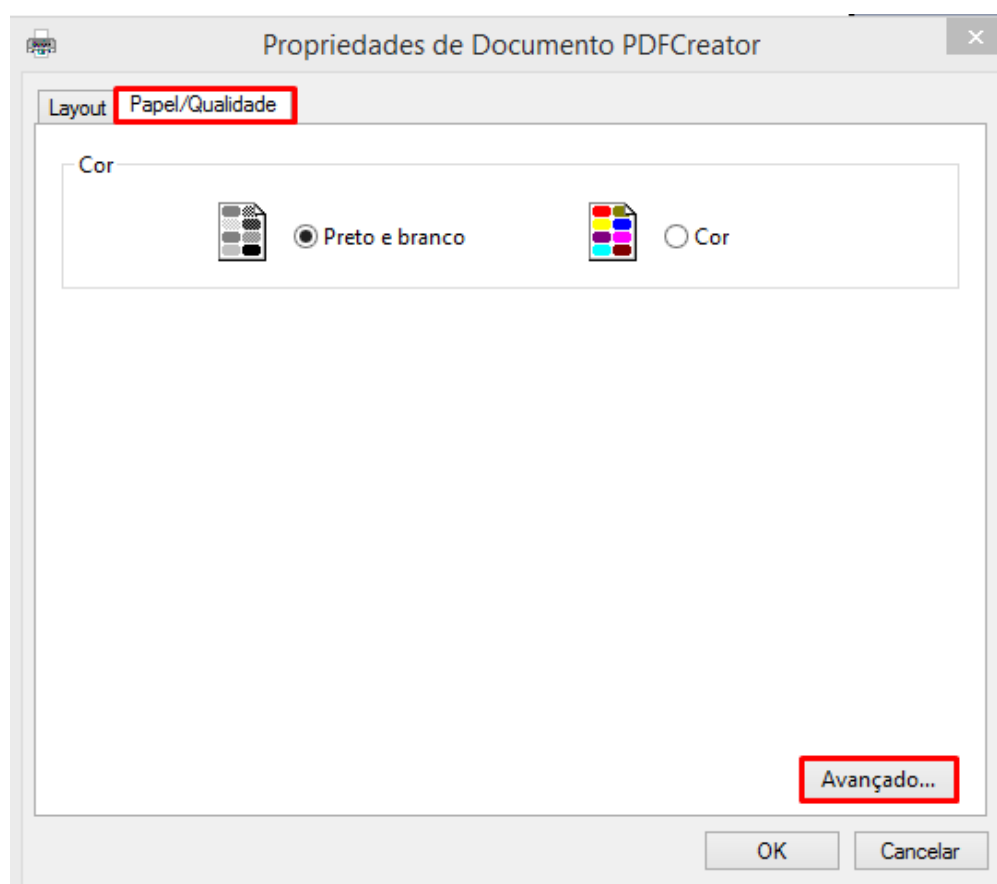 Propriedades de Documento PDFCreator
Layout Papel/Qualidade
Cor
Preto e branco Cor
Avançado...
OK Cancelar